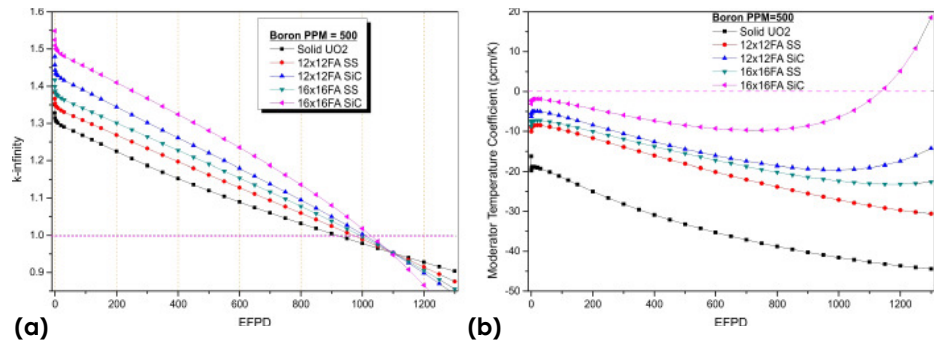 1.6
1.5
1.4
1.3
1.2
1.1
1.0
0.9
k-infinity
Boron PPM = 500
Solid UO2
12x12FA SS
12x12FA SiC
16x16FA SS
16x16FA SiC
0 200 400 600 800 1000 1200
EFPD
(a)
20
10
0
-10
-20
-30
-40
-50
Moderator Temperature Coefficient (pcm/K)
Boron PPM=500
Solid UO2
12x12FA SS
12x12FA SiC
16x16FA SS
16x16FA SiC
0 200 400 600 800 1000 1200
EFPD
(b)